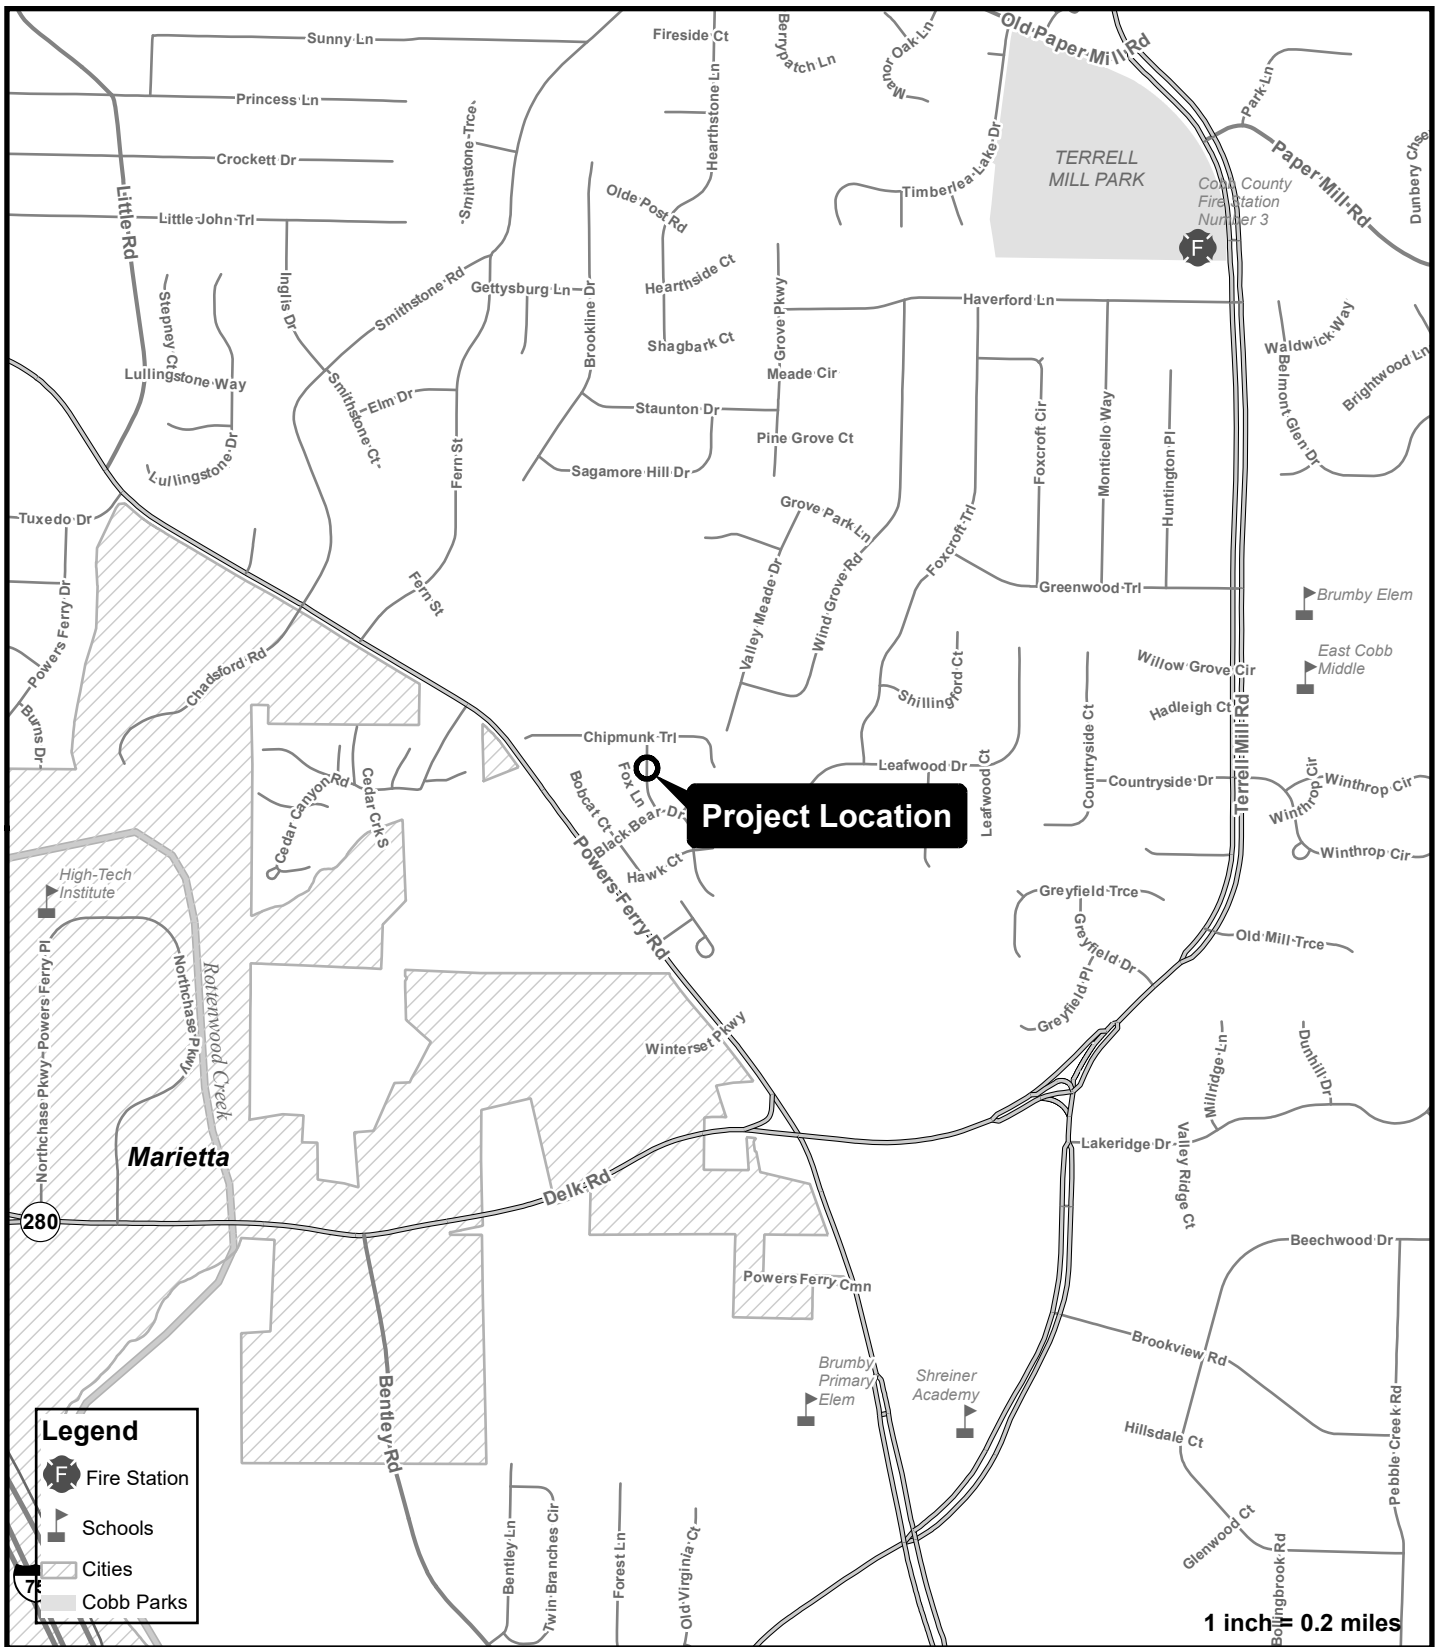 Sunny Ln
Fireside Ct
Berrypatch Ln
Manor Oak Ln
Old Paper Mill Rd
Park Ln
Princess Ln
Smithstone Trce
Hearthstone Ln
Crockett Dr
Paper Mill Rd
Dunbery Chse
TERRELL
MILL PARK
Cobb County
Fire Station
Number 3
F
Timberlea Lake Dr
Olde Post Rd
Little Rd
Little John Trl
Inglis Dr
Smithstone Rd
Gettysburg Ln
Hearthside Ct
Brookline Dr
Grove Pkwy
Haverford Ln
Stepney Ct
Shagbark Ct
Waldwick Way
Belmont Glen Dr
Brightwood Ln
Lullingstone Way
Smithstone Ct
Elm Dr
Meade Cir
Staunton Dr
Pine Grove Ct
Foxcroft Cir
Monticello Way
Huntington Pl
Lullingstone Dr
Fern St
Sagamore Hill Dr
Tuxedo Dr
Grove Park Ln
Foxcroft Trl
Powers Ferry Dr
Fern St
Valley Meade Dr
Wind Grove Rd
Greenwood Trl
Brumby Elem
Chadsford Rd
Shillingford Ct
Willow Grove Cir
East Cobb
Middle
Burns Dr
Hadleigh Ct
Terrell Mill Rd
Chipmunk Trl
Fox Ln
Bobcat Ct
Black Bear Dr
Hawk Ct
Project Location
Leafwood Dr
Leafwood Ct
Countryside Ct
Countryside Dr
Winthrop Cir
Winthrop Cir
Winthrop Cir
Cedar Canyon Rd
Cedar Crk S
Powers Ferry Rd
High-Tech
Institute
Greyfield Trce
Greyfield Dr
Greyfield Pl
Old Mill Trce
Northchase Pkwy
Powers Ferry Pl
Northchase Pkwy
Rottenwood Creek
Winterset Pkwy
Millridge Ln
Dunhill Dr
Marietta
Lakeridge Dr
Valley Ridge Ct
Delk Rd
280
Beechwood Dr
Powers Ferry Cmn
Brookview Rd
Brumby
Primary
Elem
Shreiner
Academy
Bentley Rd
Hillsdale Ct
Pebble Creek Rd
Glenwood Ct
Bollingbrook Rd
Bentley Ln
Twin Branches Cir
Forest Ln
Old Virginia Ct
Legend
F Fire Station
Schools
Cities
Cobb Parks
1 inch = 0.2 miles